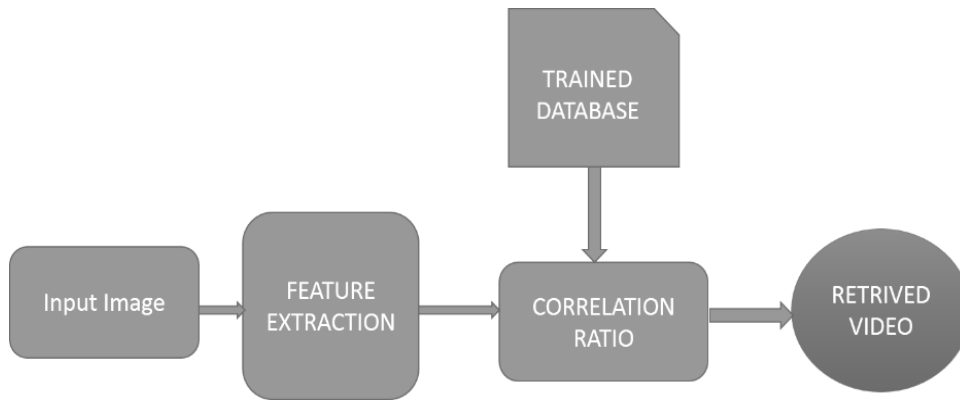 TRAINED
DATABASE
Input Image
FEATURE
EXTRACTION
CORRELATION
RATIO
RETRIVED
VIDEO